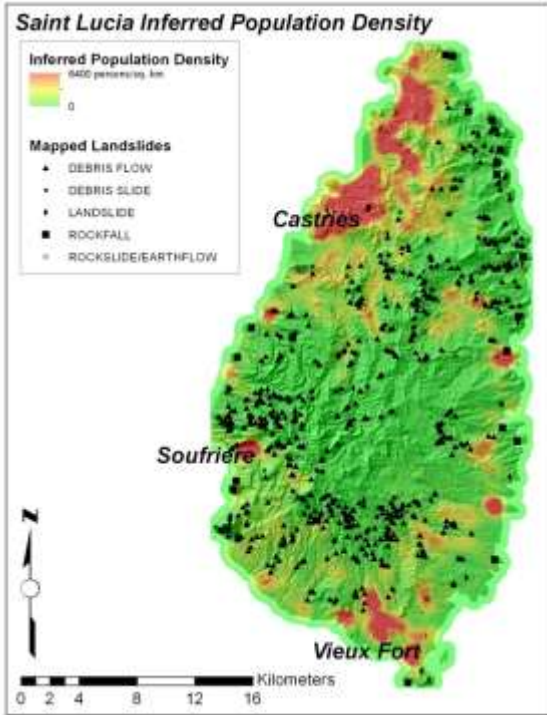 Saint Lucia Inferred Population Density
Inferred Population Density
6400 persons/sq. km
0
Mapped Landslides
DEBRIS FLOW
DEBRIS SLIDE
LANDSLIDE
ROCKFALL
ROCKSLIDE/EARTHFLOW
Castries
Soufriere
N
Vieux Fort
Kilometers
0 2 4 8 12 16